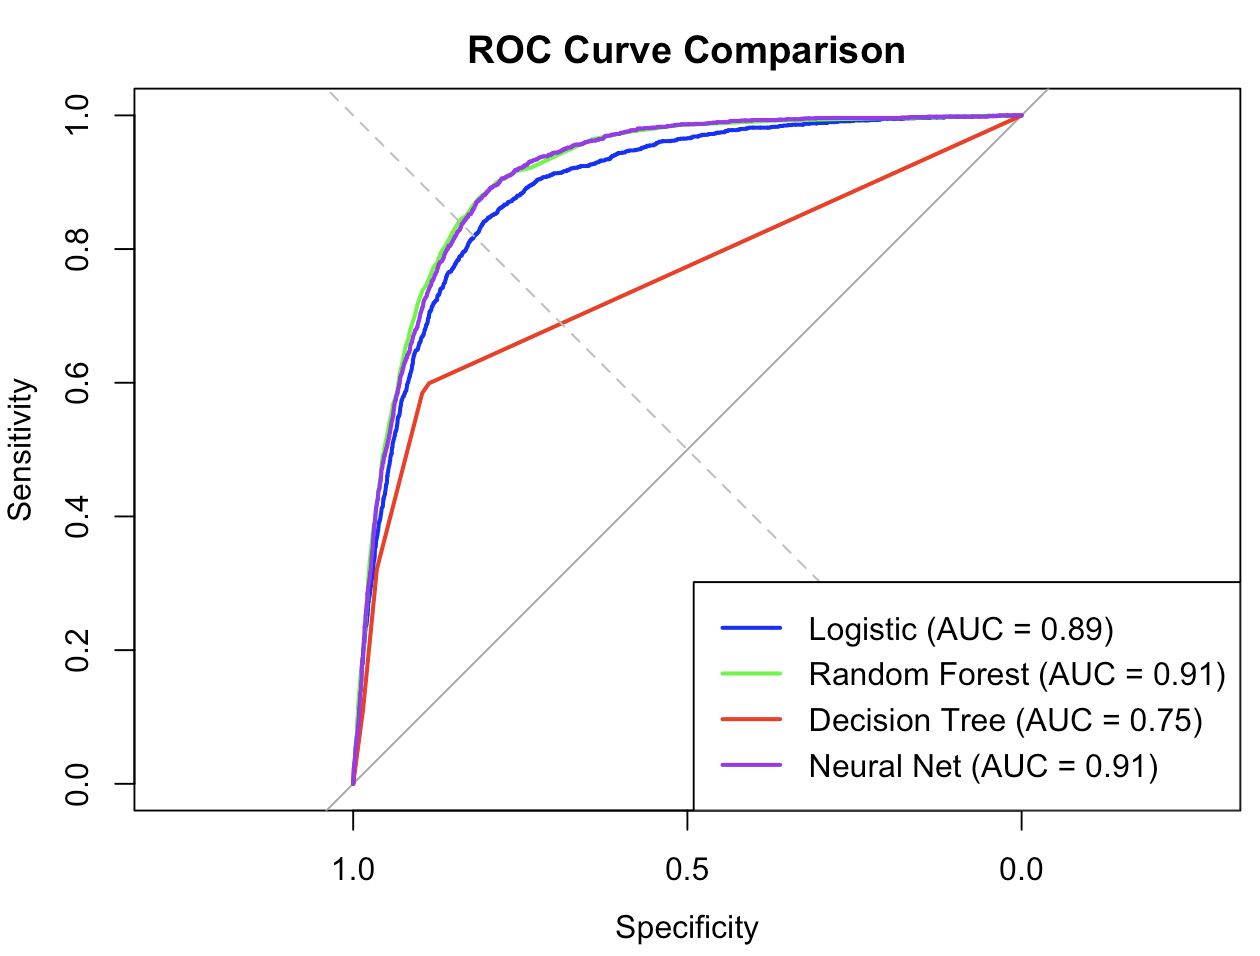 ROC Curve Comparison
Sensitivity
1.0
0.8
0.6
0.4
0.2
0.0
Logistic (AUC = 0.89)
Random Forest (AUC = 0.91)
Decision Tree (AUC = 0.75)
Neural Net (AUC = 0.91)
1.0 0.5 0.0
Specificity